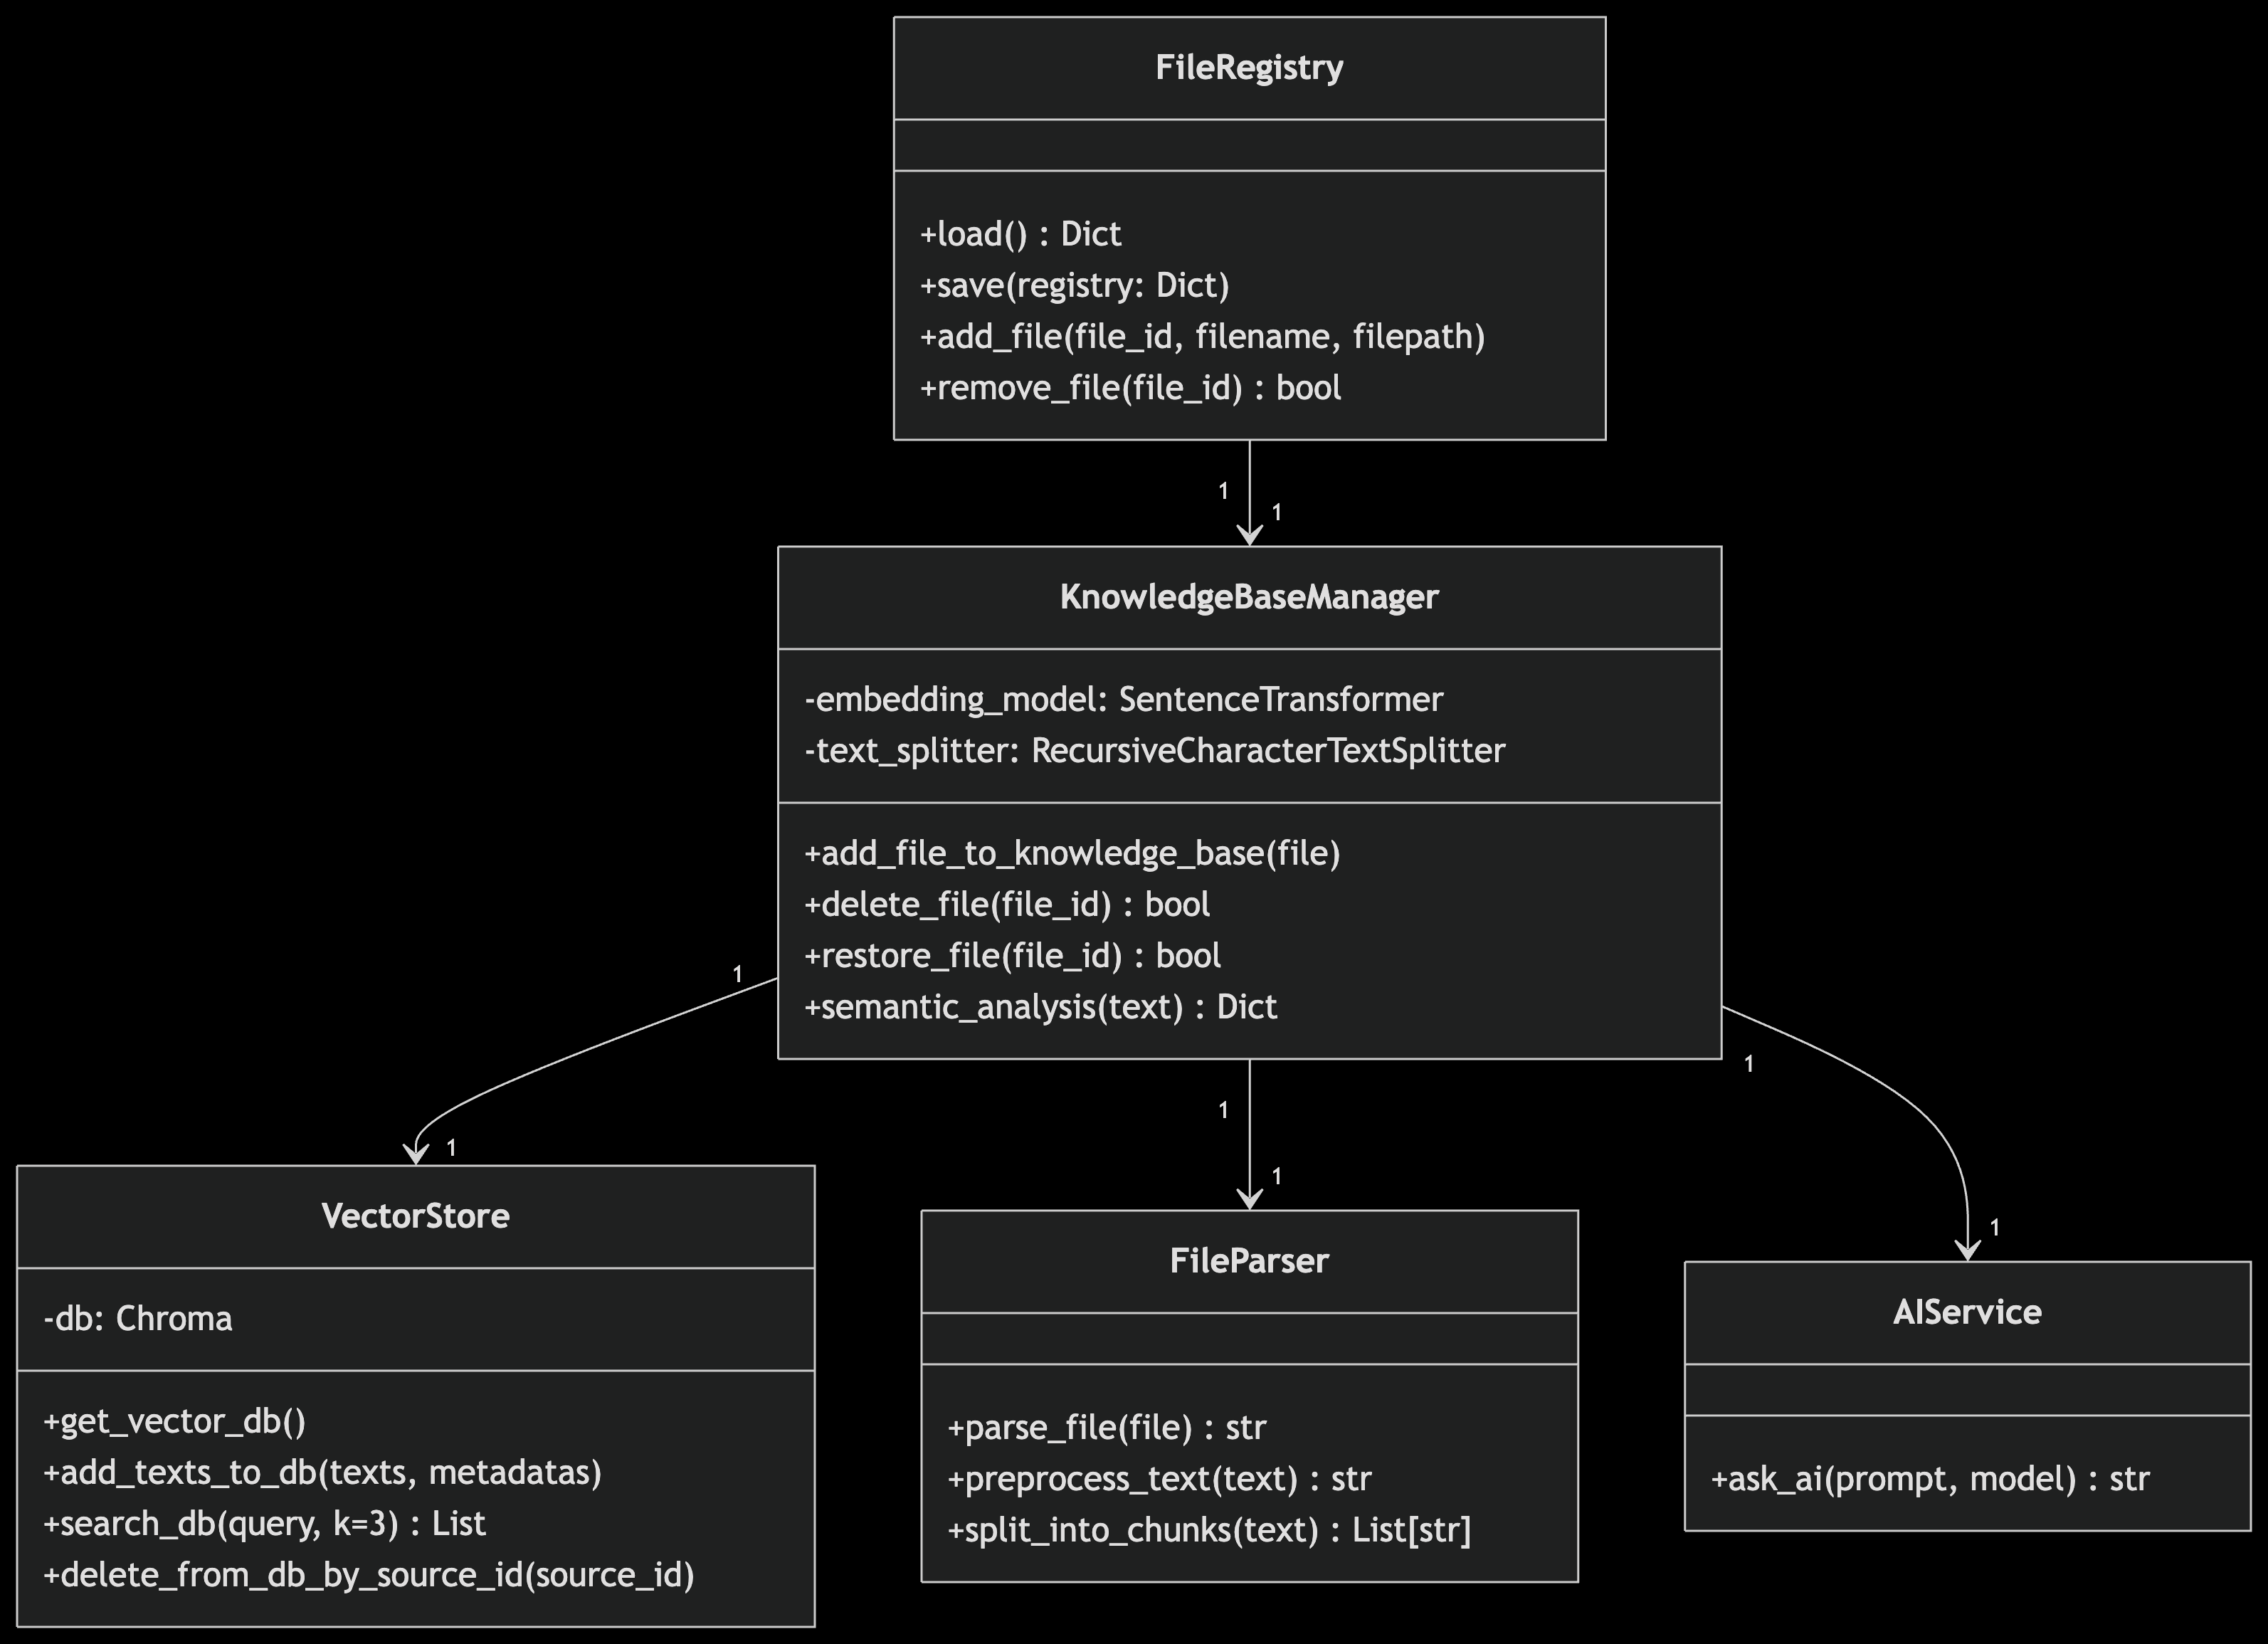 FileRegistry
+load() : Dict
+save(registry: Dict)
+add_file(file_id, filename, filepath)
+remove_file(file_id) : bool
1
1
KnowledgeBaseManager
-embedding_model: SentenceTransformer
-text_splitter: RecursiveCharacterTextSplitter
+add_file_to_knowledge_base(file)
+delete_file(file_id) : bool
+restore_file(file_id) : bool
+semantic_analysis(text) : Dict
1
1
1
1
1
1
VectorStore
-db: Chroma
+get_vector_db()
+add_texts_to_db(texts, metadatas)
+search_db(query, k=3) : List
+delete_from_db_by_source_id(source_id)
FileParser
+parse_file(file) : str
+preprocess_text(text) : str
+split_into_chunks(text) : List[str]
AIService
+ask_ai(prompt, model) : str